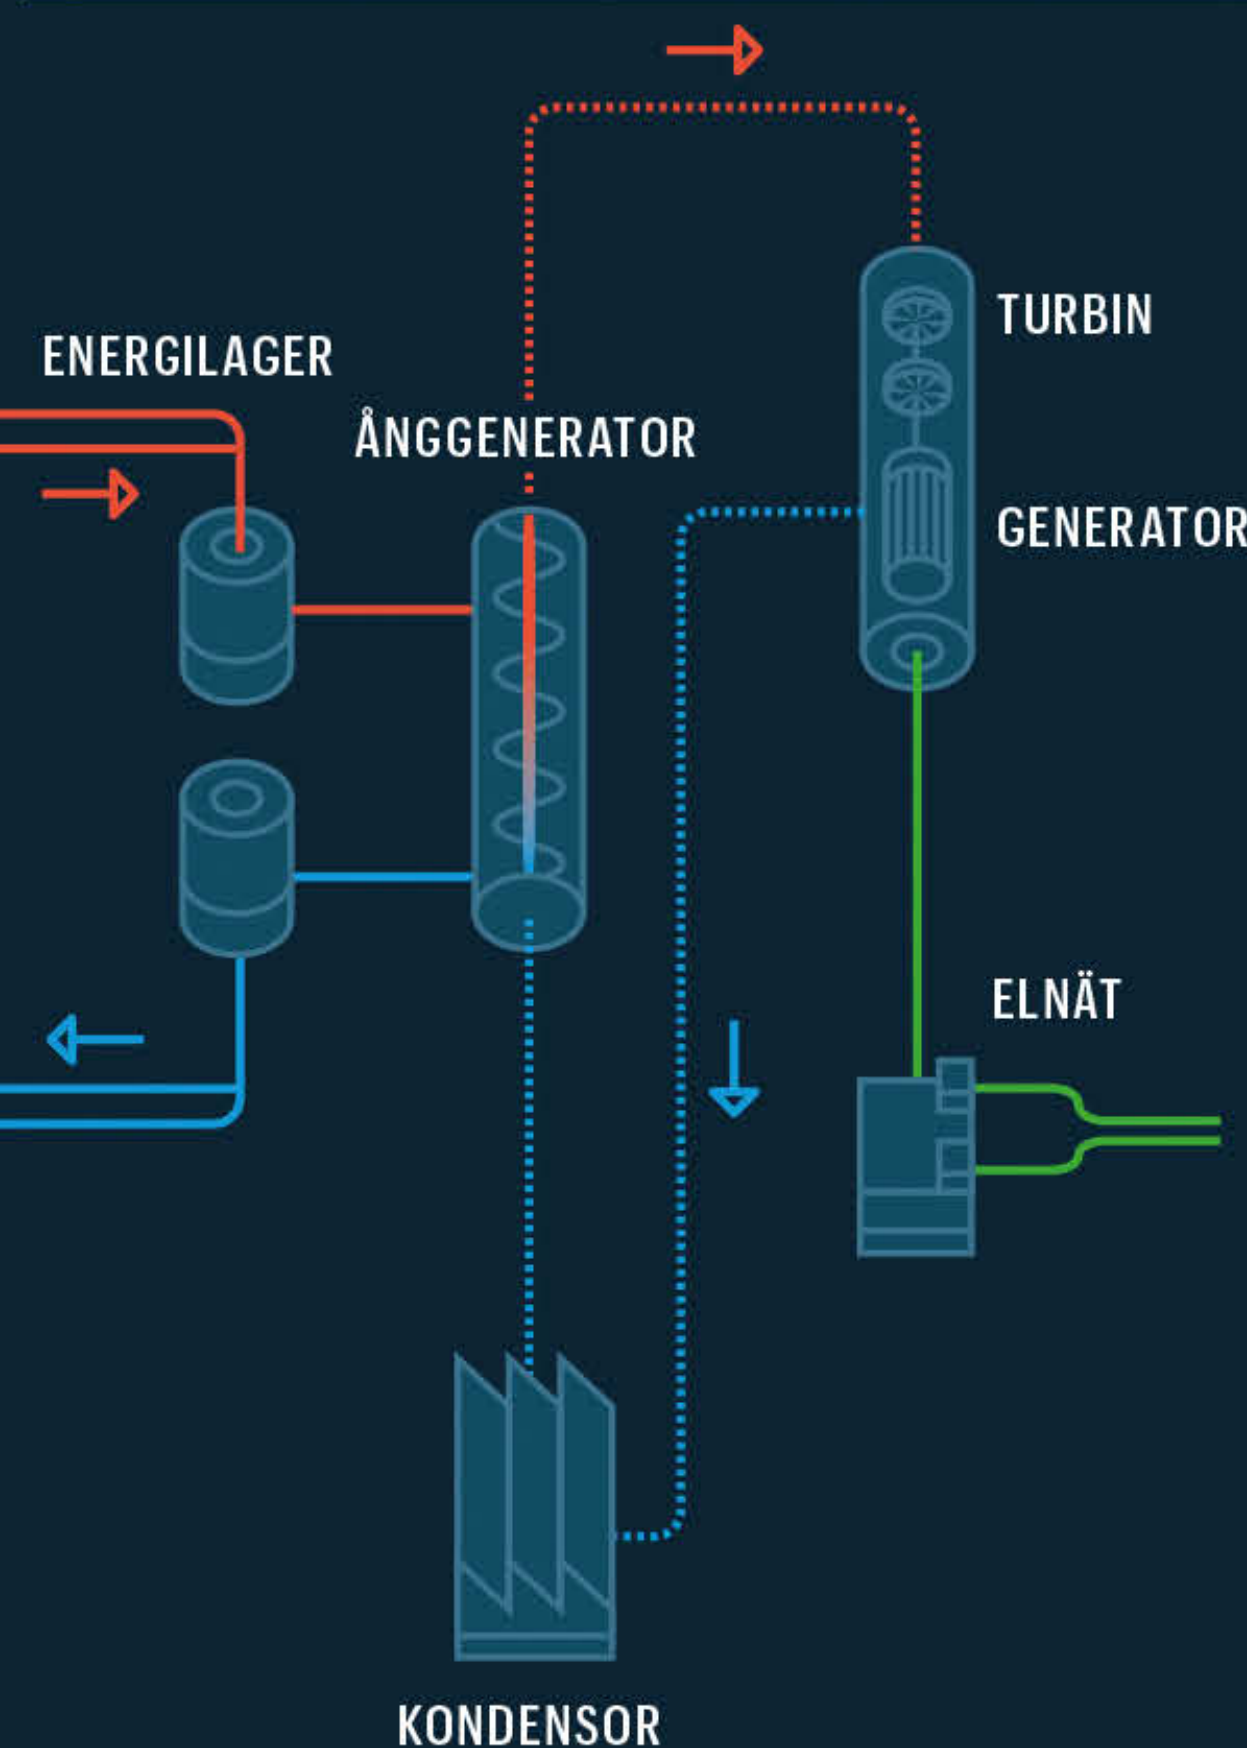 TURBIN
ENERGILAGER
ÅNGGENERATOR
GENERATOR
ELNÄT
KONDENSOR